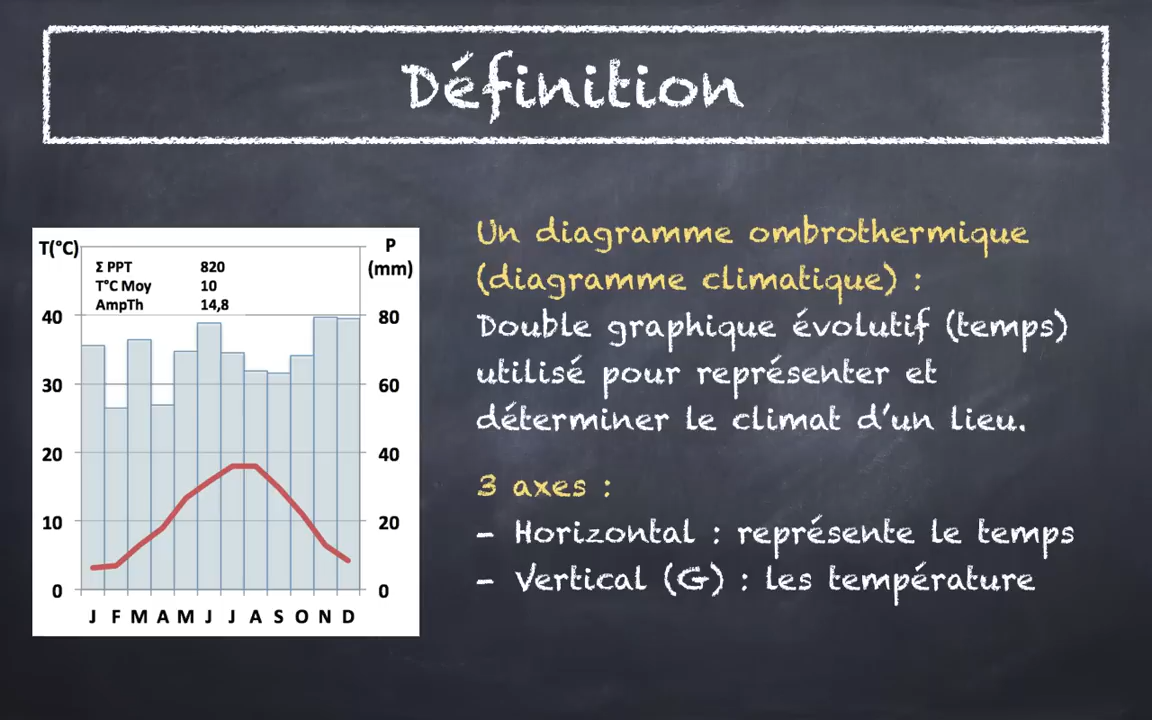 Définition
T(°C)
P
(mm)
Σ PPT 820
T°C Moy 10
AmpTh 14,8
40 80
30 60
20 40
10 20
0 0
J F M A M J J A S O N D
Un diagramme ombrothermique
(diagramme climatique) :
Double graphique évolutif (temps)
utilisé pour représenter et
déterminer le climat d’un lieu.
3 axes :
- Horizontal : représente le temps
- Vertical (G) : les température